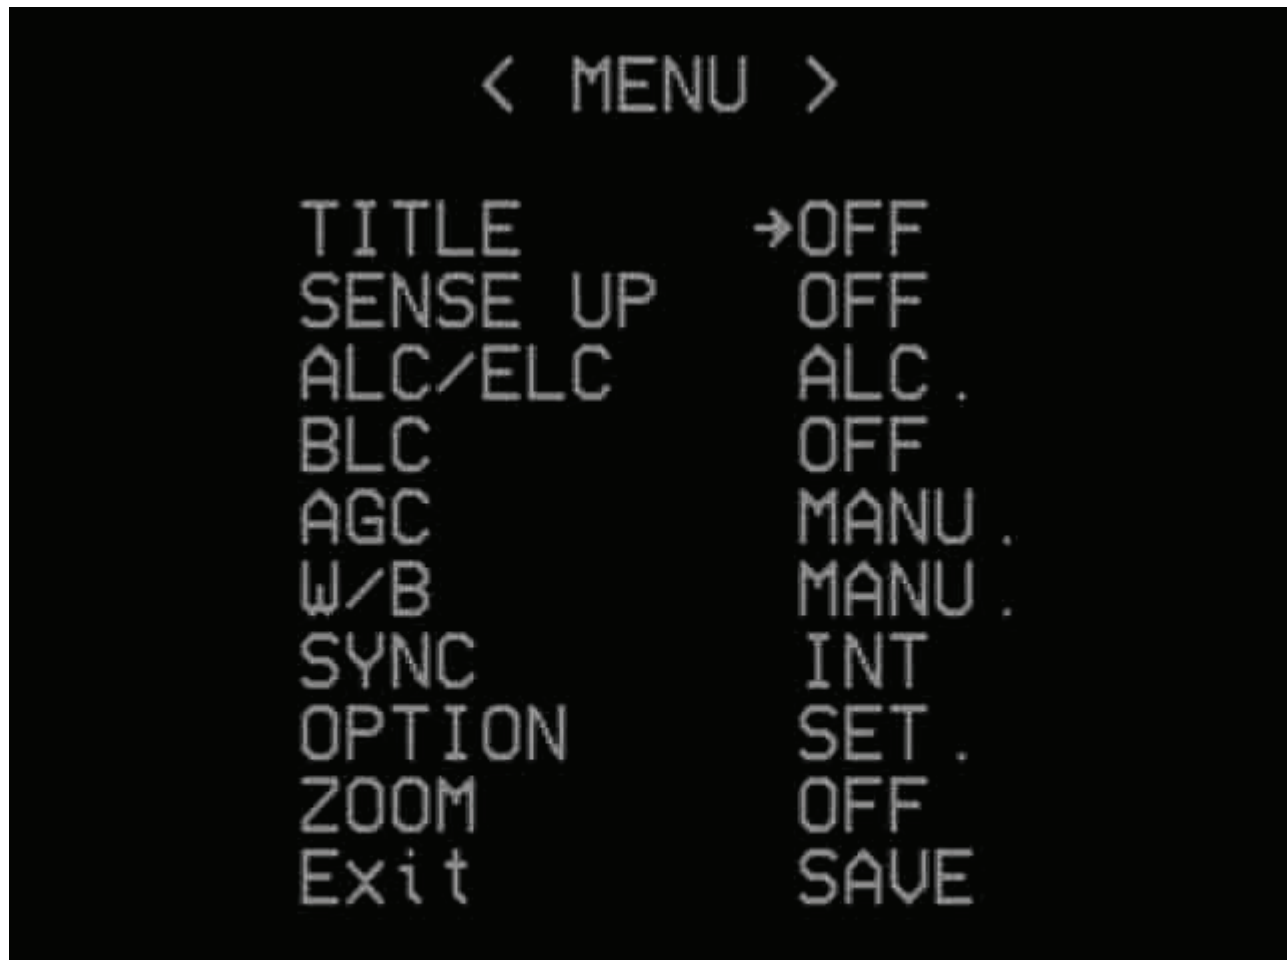 < MENU >
TITLE →OFF
SENSE UP OFF
ALC/ELC ALC.
BLC OFF
AGC MANU.
W/B MANU.
SYNC INT
OPTION SET.
ZOOM OFF
Exit SAVE